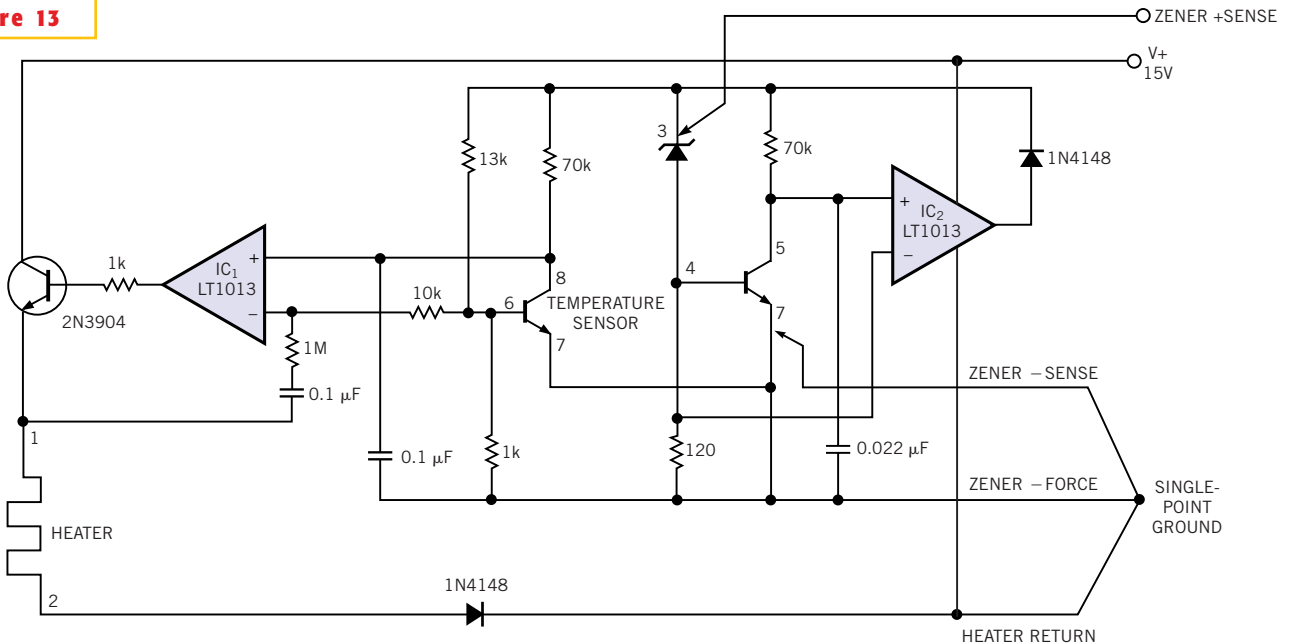 re 13
ZENER +SENSE
V+
15V
3
13k
70k
70k
1N4148
+
IC2
LT1013
−
5
4
7
1k
+
IC1
LT1013
−
2N3904
10k
8
6
TEMPERATURE
SENSOR
7
1M
0.1 µF
1
0.1 µF
1k
120
0.022 µF
ZENER –SENSE
ZENER –FORCE
SINGLE-
POINT
GROUND
HEATER
2
1N4148
HEATER RETURN